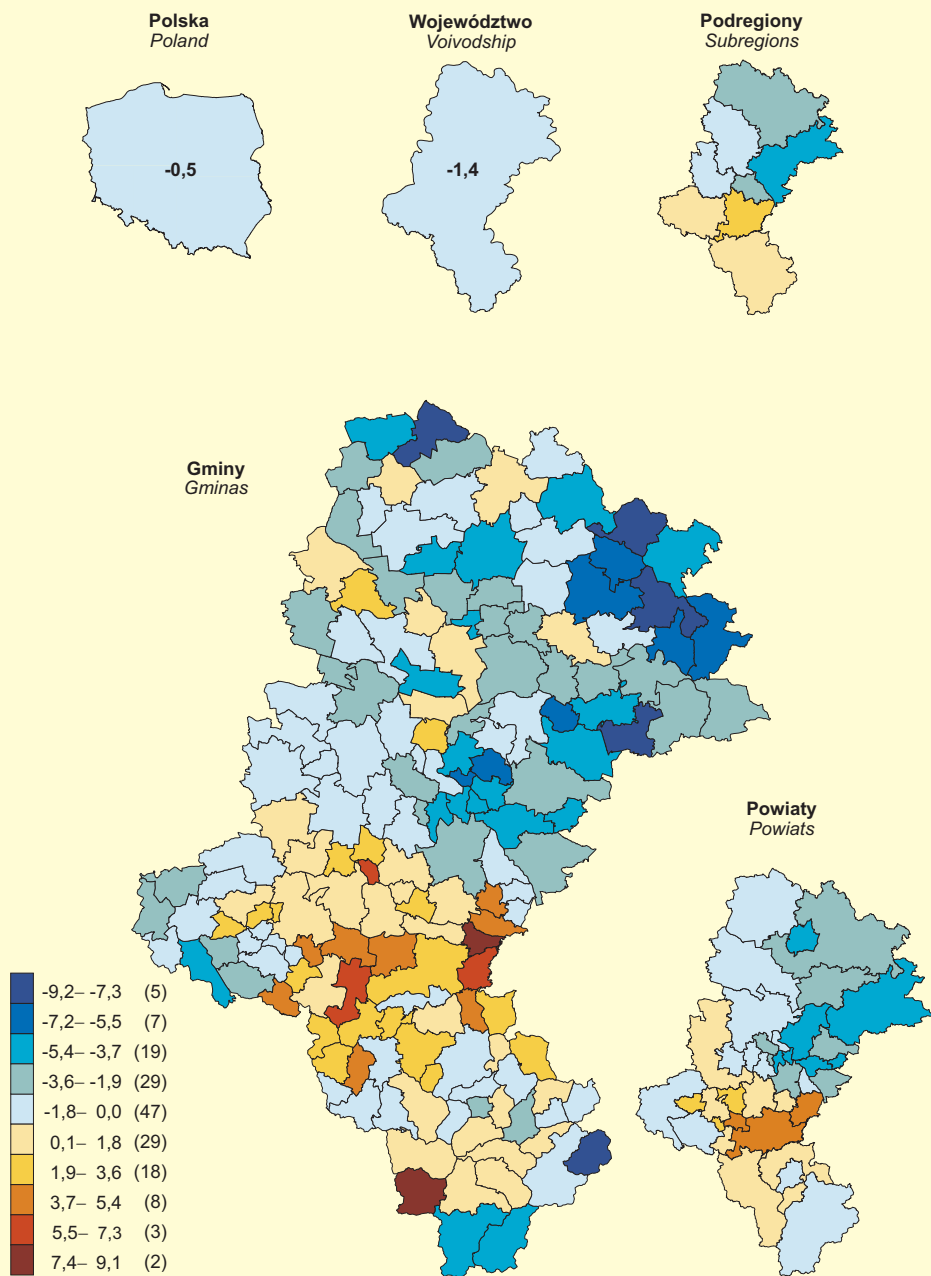 Polska
Poland
Województwo
Voivodship
Podregiony
Subregions
-0,5
-1,4
Gminy
Gminas
Powiaty
Powiats
-9,2– -7,3 (5)
-7,2– -5,5 (7)
-5,4– -3,7 (19)
-3,6– -1,9 (29)
-1,8– 0,0 (47)
0,1– 1,8 (29)
1,9– 3,6 (18)
3,7– 5,4 (8)
5,5– 7,3 (3)
7,4– 9,1 (2)